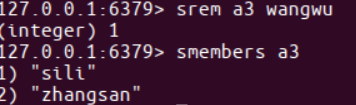 127.0.0.1:6379> srem a3 wangwu
(integer) 1
127.0.0.1:6379> smembers a3
1) "sili"
2) "zhangsan"